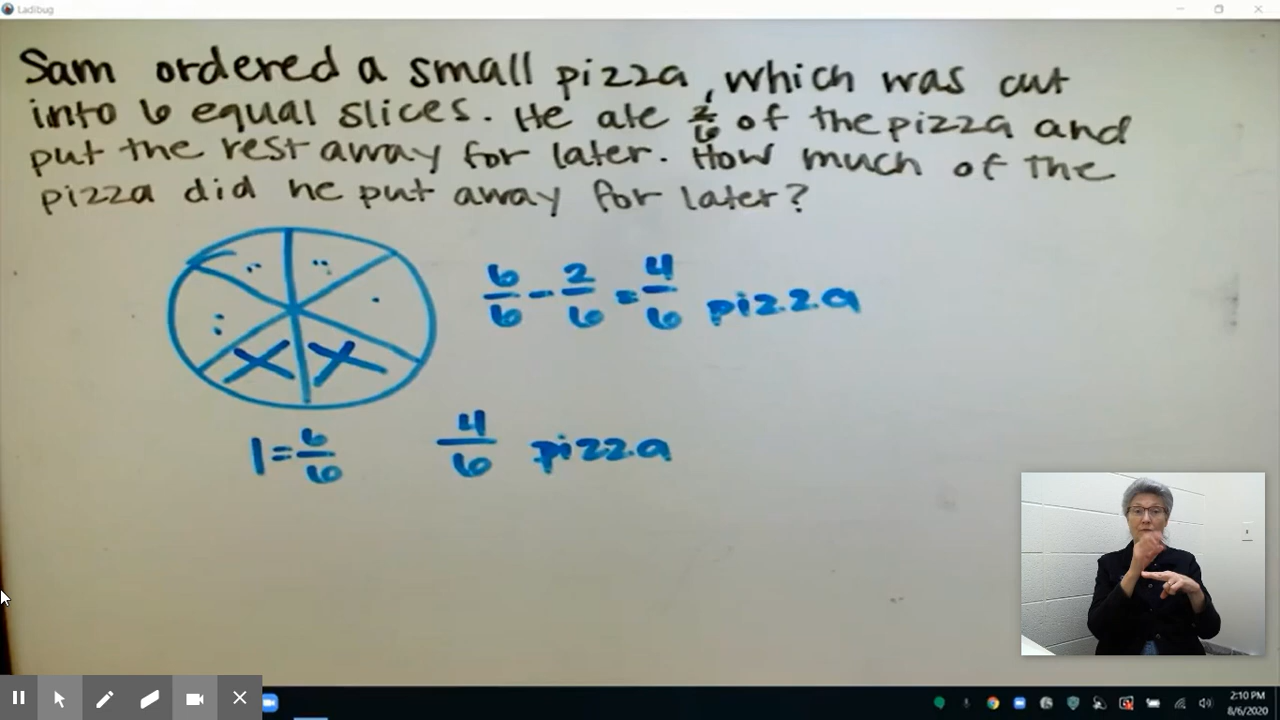 Ladibug
Sam ordered a small pizza, which was cut
into 6 equal slices. He ate 2/6 of the pizza and
put the rest away for later. How much of the
pizza did he put away for later?
6/6 - 2/6 = 4/6 pizza
1 = 6/6
4/6 pizza
2:10 PM
8/6/2020